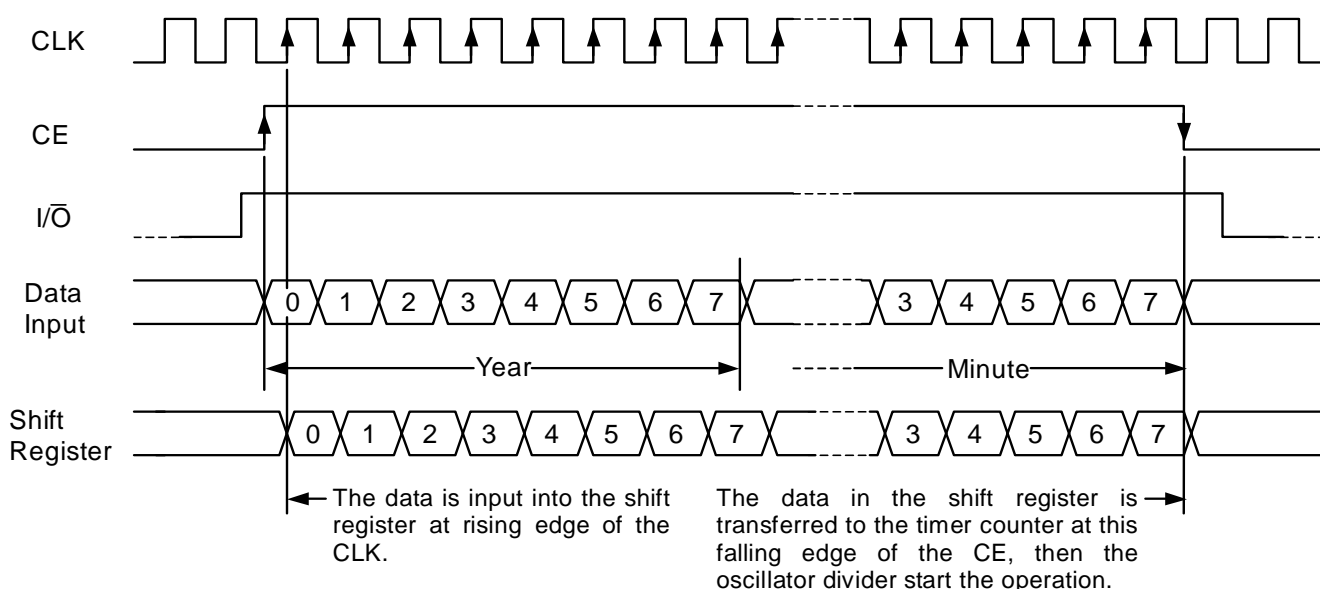 CLK
CE
I/O̅
Data
Input
0 1 2 3 4 5 6 7 3 4 5 6 7
Year Minute
Shift
Register
0 1 2 3 4 5 6 7 3 4 5 6 7
The data is input into the shift
register at rising edge of the
CLK.
The data in the shift register is
transferred to the timer counter at this
falling edge of the CE, then the
oscillator divider start the operation.